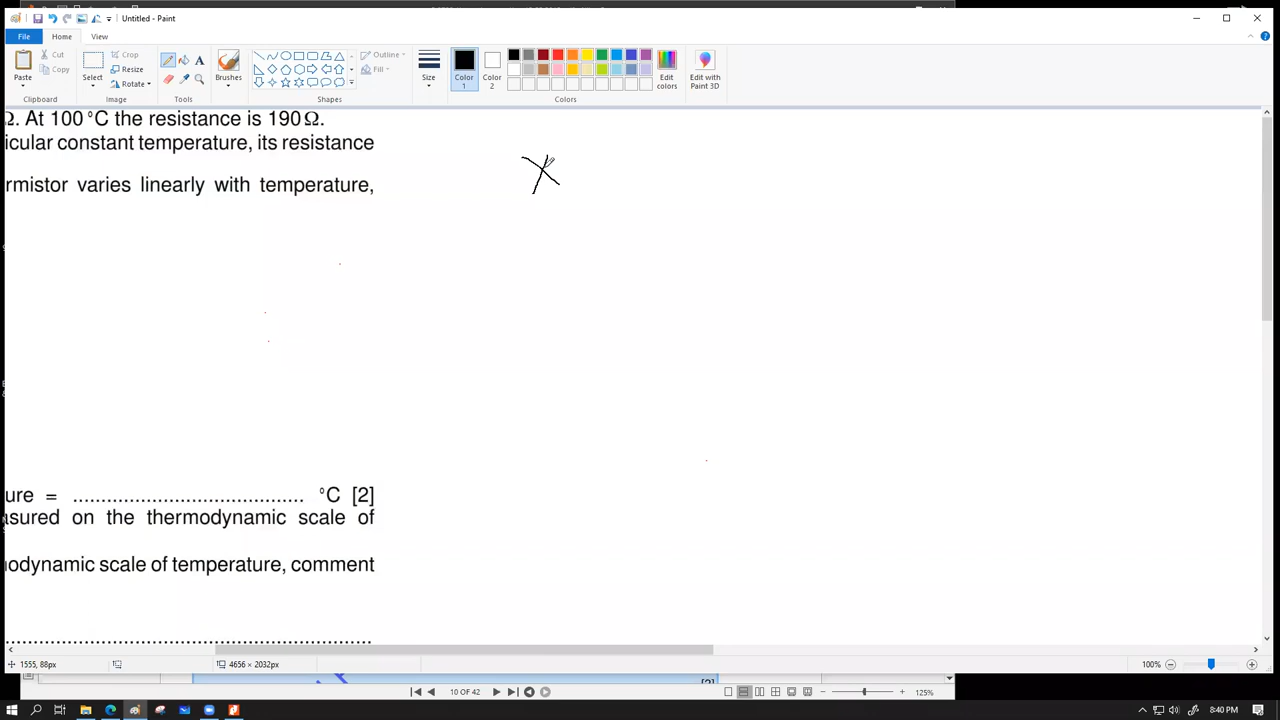 Untitled - Paint
File Home View
Cut
Copy
Paste
Clipboard
Crop
Resize
Rotate
Select
Image
Tools
Brushes
Outline
Fill
Shapes
Size
Color 1
Color 2
Edit colors
Edit with Paint 3D
Colors
Ω. At 100 °C the resistance is 190 Ω.
icular constant temperature, its resistance
X
rmistor varies linearly with temperature,
ure = ........................................ °C [2]
asured on the thermodynamic scale of
nodynamic scale of temperature, comment
................................................................
1555, 88px
4656 × 2032px
100%
[2]
10 OF 42
125%
8:40 PM